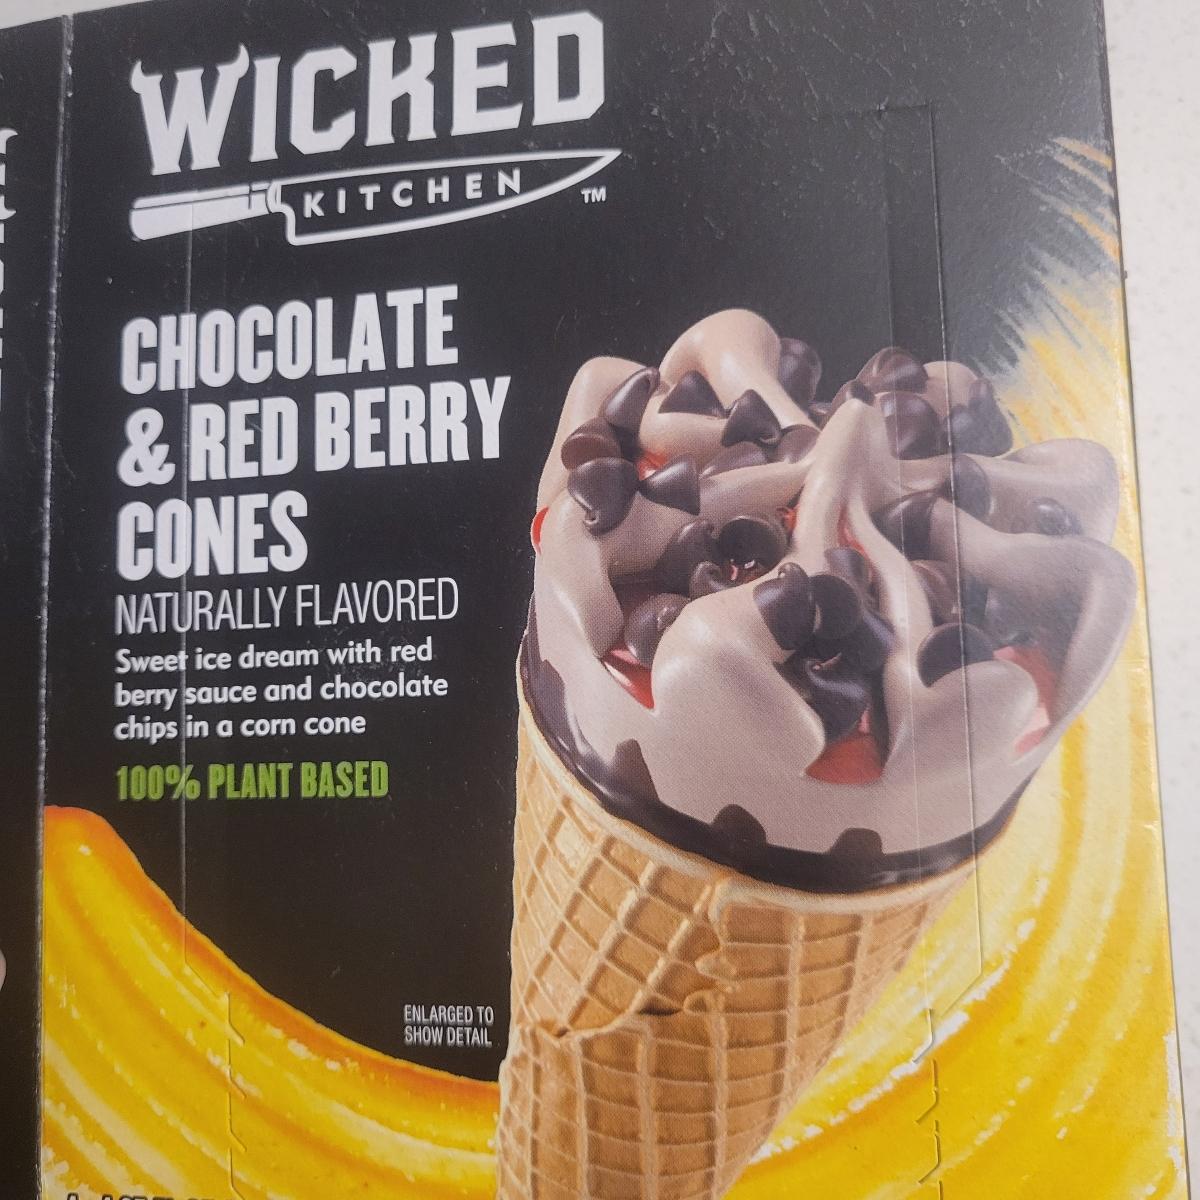 WICKED
KITCHEN TM
CHOCOLATE
& RED BERRY
CONES
NATURALLY FLAVORED
Sweet ice dream with red
berry sauce and chocolate
chips in a corn cone
100% PLANT BASED
ENLARGED TO
SHOW DETAIL